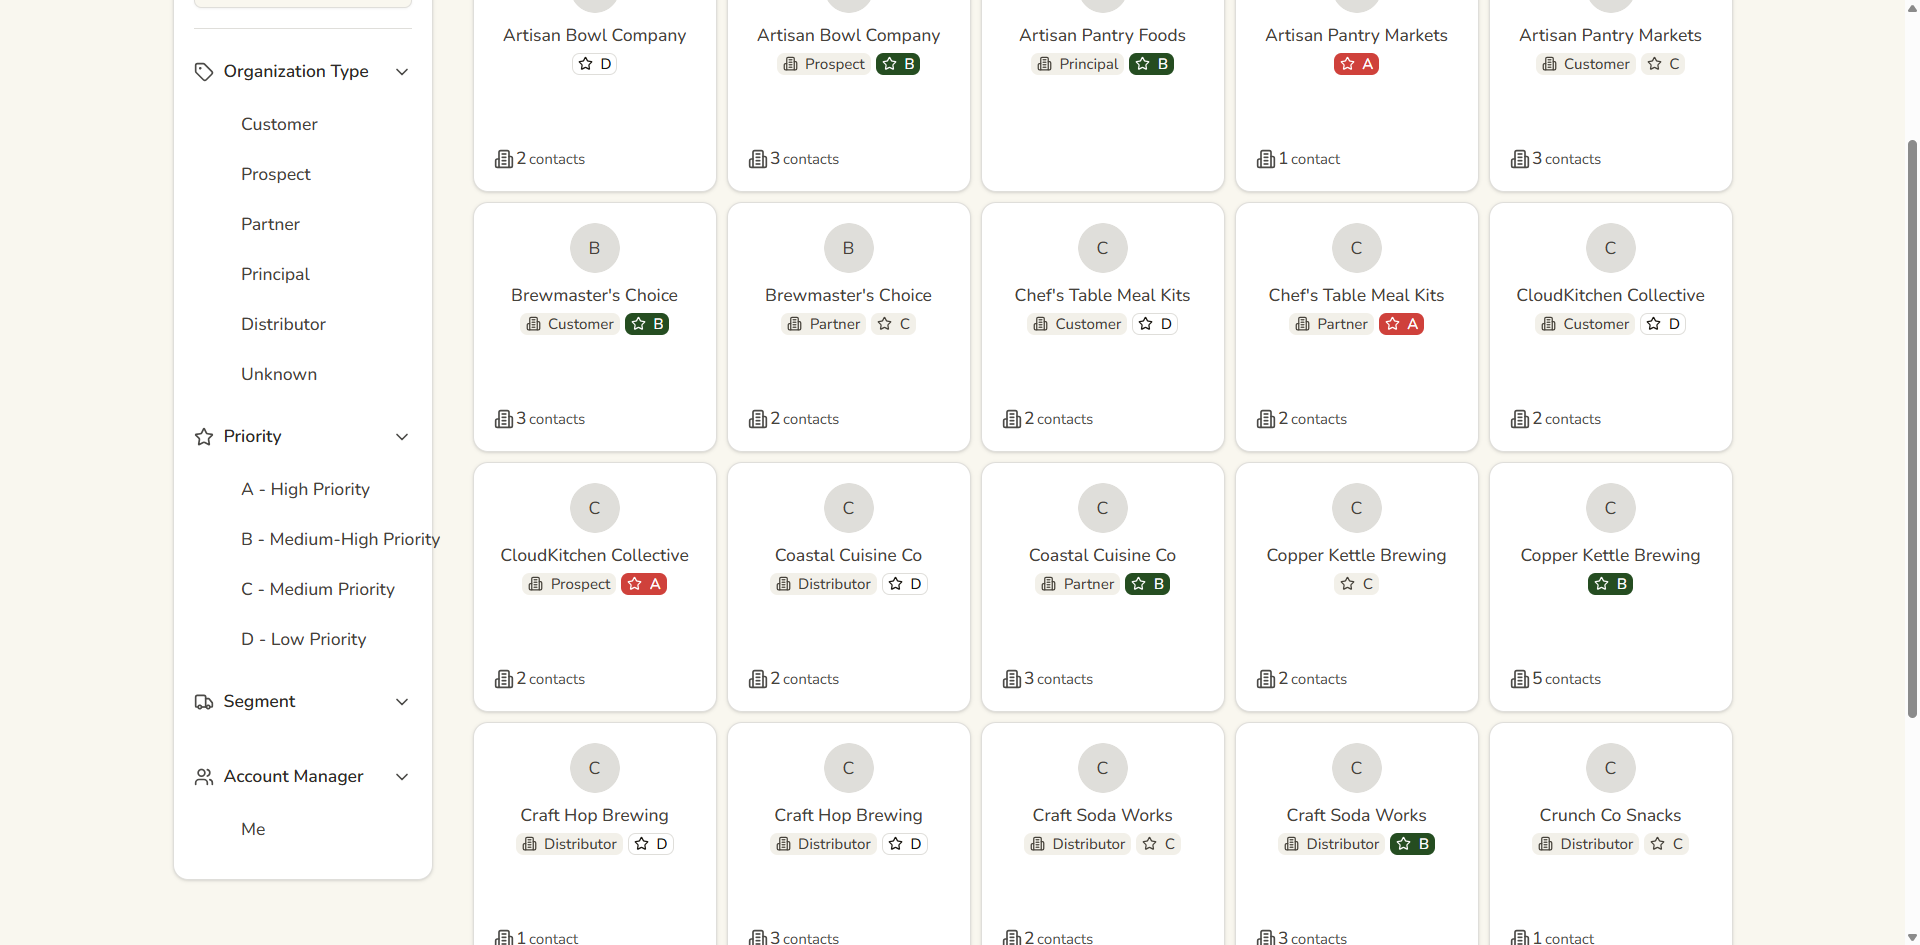 Organization Type
Customer
Prospect
Partner
Principal
Distributor
Unknown
Priority
A - High Priority
B - Medium-High Priority
C - Medium Priority
D - Low Priority
Segment
Account Manager
Me
Artisan Bowl Company
D
2 contacts
Artisan Bowl Company
Prospect B
3 contacts
Artisan Pantry Foods
Principal B
Artisan Pantry Markets
A
1 contact
Artisan Pantry Markets
Customer C
3 contacts
B
Brewmaster's Choice
Customer B
3 contacts
B
Brewmaster's Choice
Partner C
2 contacts
C
Chef's Table Meal Kits
Customer D
2 contacts
C
Chef's Table Meal Kits
Partner A
2 contacts
C
CloudKitchen Collective
Customer D
2 contacts
C
CloudKitchen Collective
Prospect A
2 contacts
C
Coastal Cuisine Co
Distributor D
2 contacts
C
Coastal Cuisine Co
Partner B
3 contacts
C
Copper Kettle Brewing
C
2 contacts
C
Copper Kettle Brewing
B
5 contacts
C
Craft Hop Brewing
Distributor D
1 contact
C
Craft Hop Brewing
Distributor D
3 contacts
C
Craft Soda Works
Distributor C
2 contacts
C
Craft Soda Works
Distributor B
3 contacts
C
Crunch Co Snacks
Distributor C
1 contact